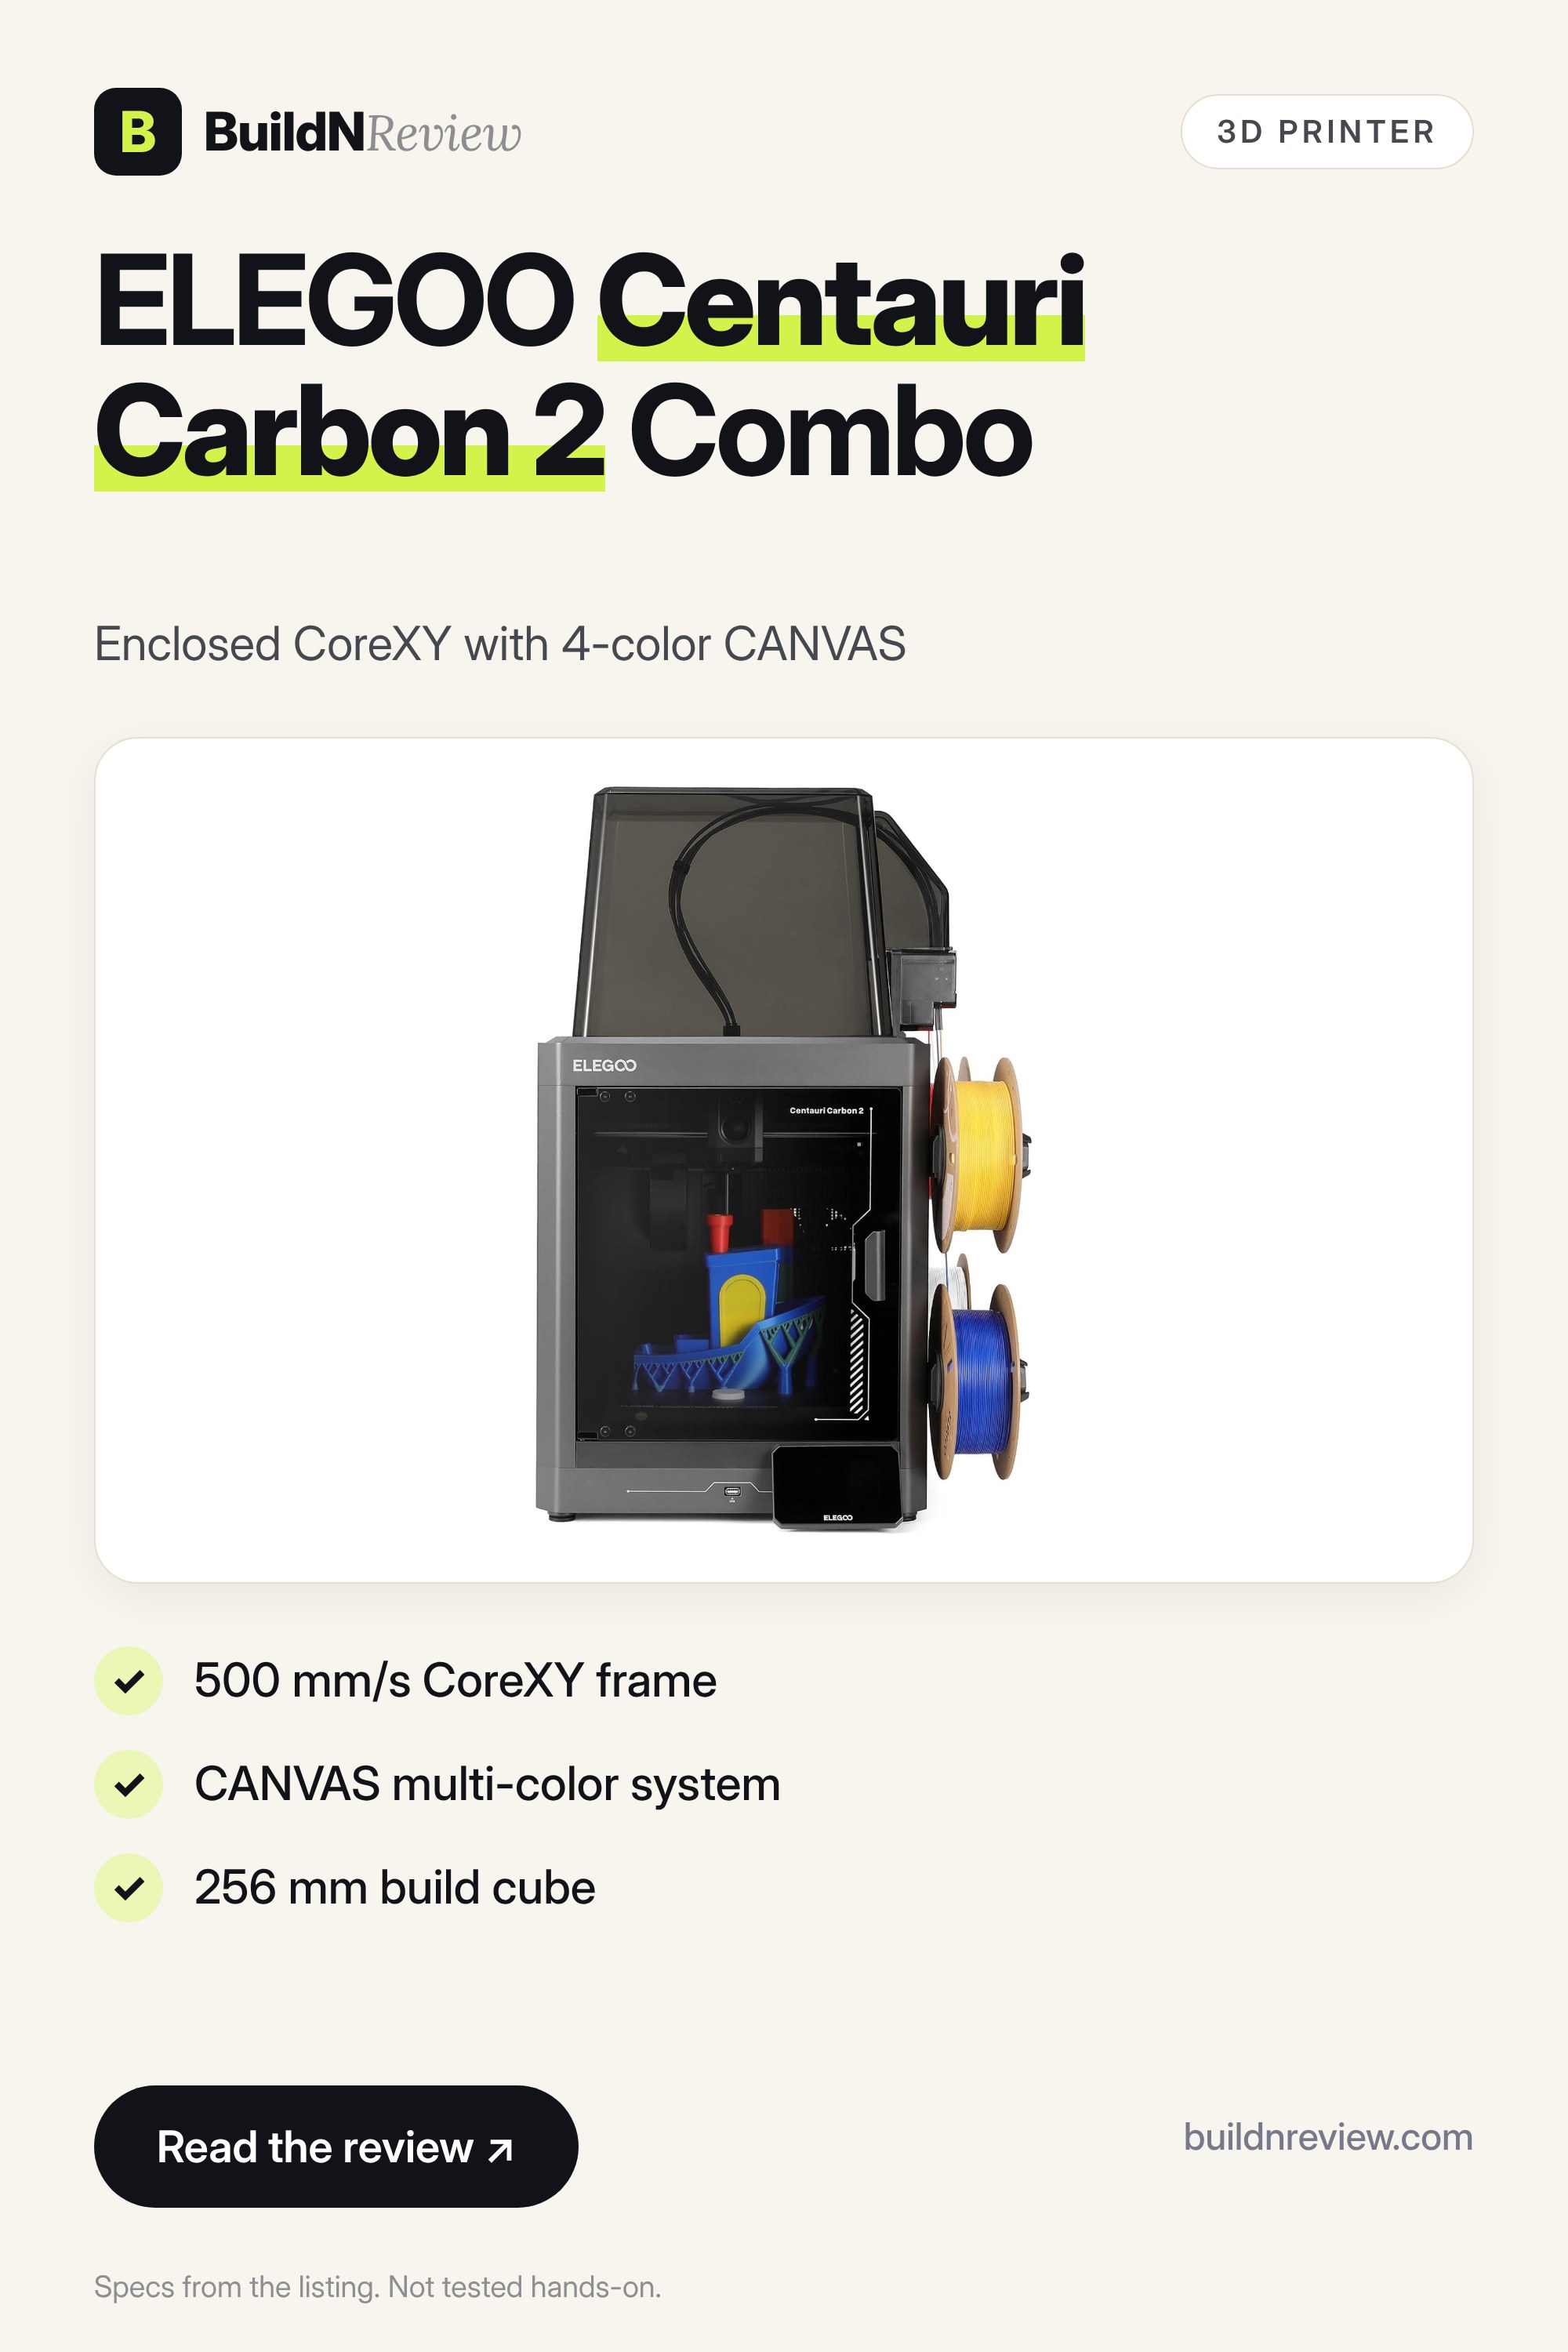 B
BuildNReview
3D PRINTER
ELEGOO Centauri
Carbon 2 Combo
Enclosed CoreXY with 4-color CANVAS
ELEGOO
Centauri Carbon 2
ELEGOO
500 mm/s CoreXY frame
CANVAS multi-color system
256 mm build cube
Read the review ↗
buildnreview.com
Specs from the listing. Not tested hands-on.